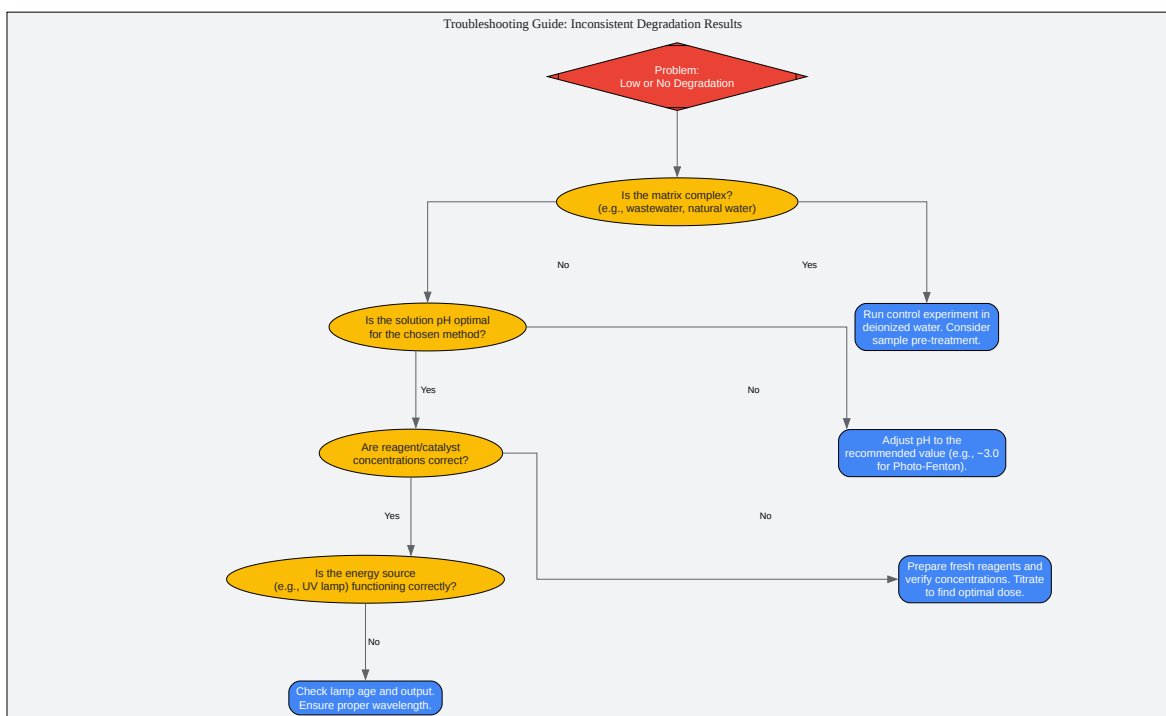 Troubleshooting Guide: Inconsistent Degradation Results
Problem:
Low or No Degradation
Is the matrix complex?
(e.g., wastewater, natural water)
No
Yes
Is the solution pH optimal
for the chosen method?
Run control experiment in
deionized water. Consider
sample pre-treatment.
Yes
No
Are reagent/catalyst
concentrations correct?
Adjust pH to the
recommended value (e.g., ~3.0
for Photo-Fenton).
Yes
No
Is the energy source
(e.g., UV lamp) functioning correctly?
Prepare fresh reagents and
verify concentrations. Titrate
to find optimal dose.
No
Check lamp age and output.
Ensure proper wavelength.